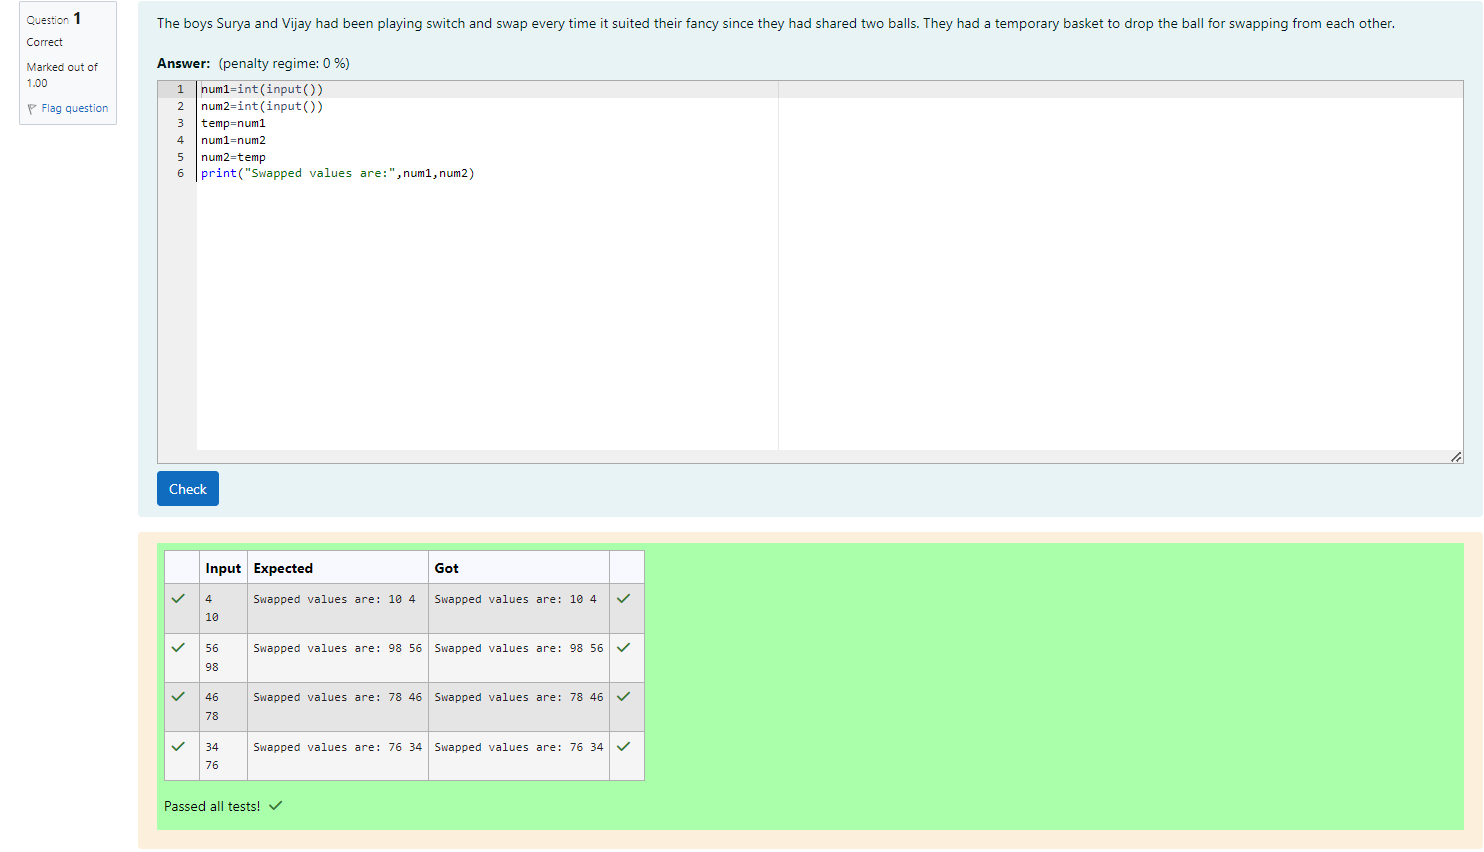 Question 1
Correct
Marked out of
1.00
Flag question
The boys Surya and Vijay had been playing switch and swap every time it suited their fancy since they had shared two balls. They had a temporary basket to drop the ball for swapping from each other.
Answer: (penalty regime: 0 %)
1 num1=int(input())
2 num2=int(input())
3 temp=num1
4 num1=num2
5 num2=temp
6 print("Swapped values are:",num1,num2)
Check
Input Expected Got
4 Swapped values are: 10 4 Swapped values are: 10 4
10
56 Swapped values are: 98 56 Swapped values are: 98 56
98
46 Swapped values are: 78 46 Swapped values are: 78 46
78
34 Swapped values are: 76 34 Swapped values are: 76 34
76
Passed all tests!